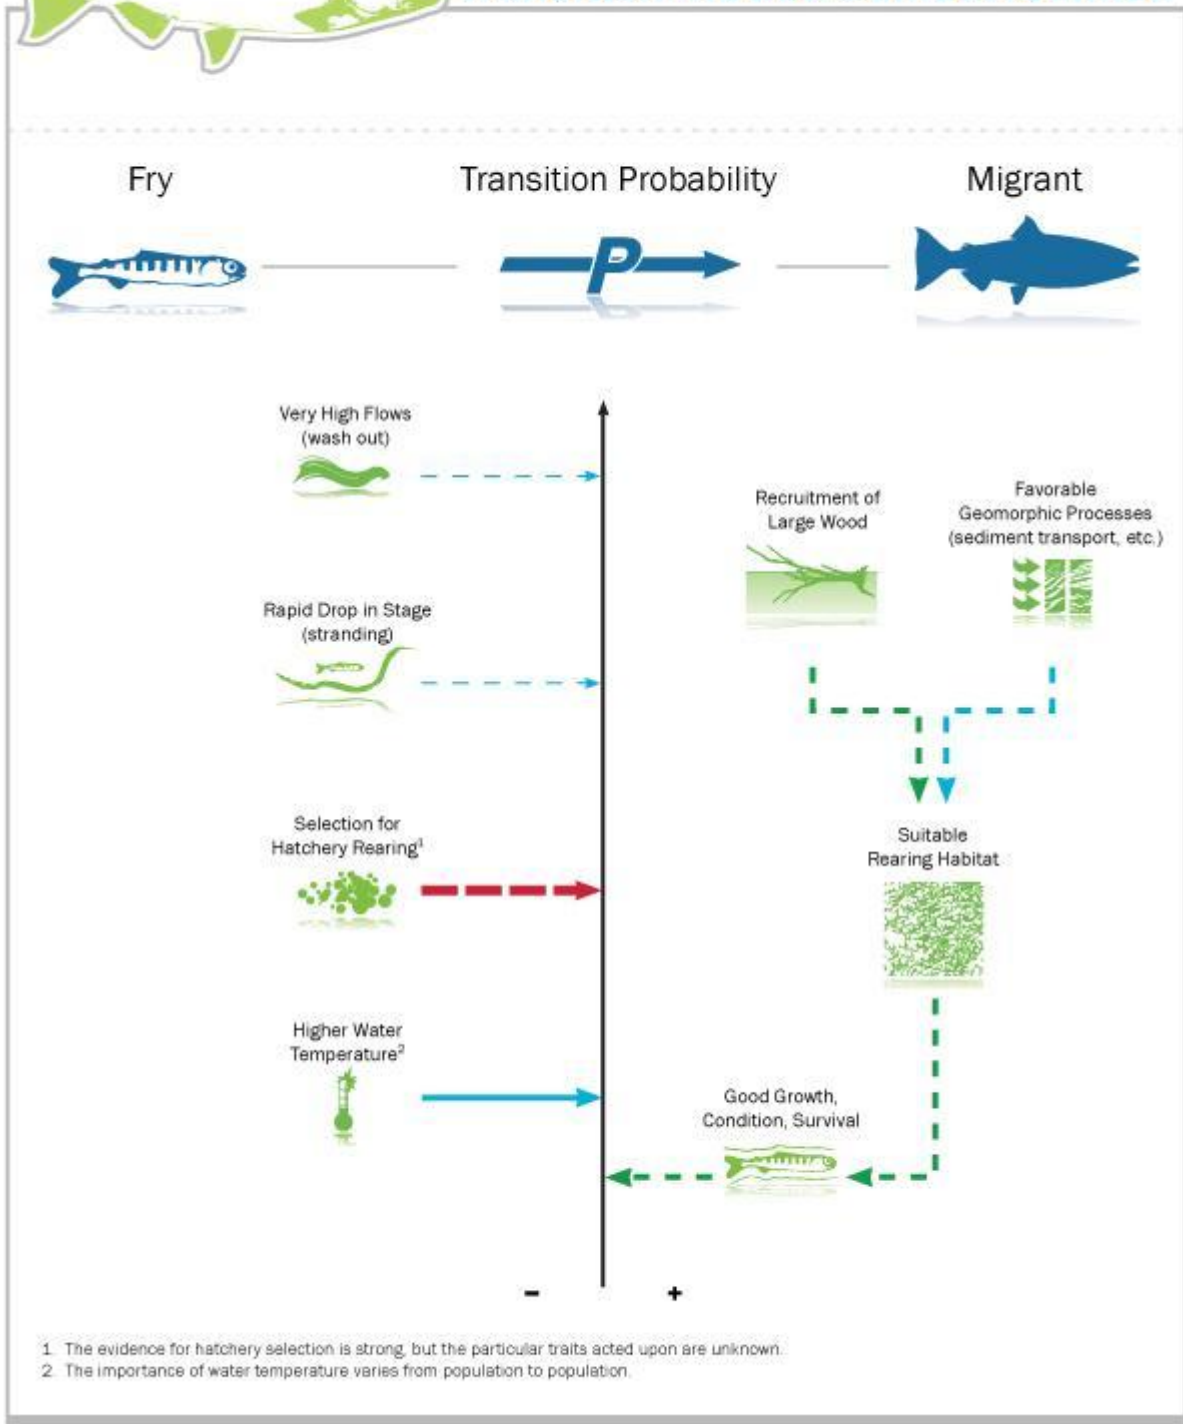 Fry
Transition Probability
Migrant
P
Very High Flows
(wash out)
Recruitment of
Large Wood
Favorable
Geomorphic Processes
(sediment transport, etc.)
Rapid Drop in Stage
(stranding)
Selection for
Hatchery Rearing¹
Suitable
Rearing Habitat
Higher Water
Temperature²
Good Growth,
Condition, Survival
- +
1. The evidence for hatchery selection is strong, but the particular traits acted upon are unknown.
2. The importance of water temperature varies from population to population.